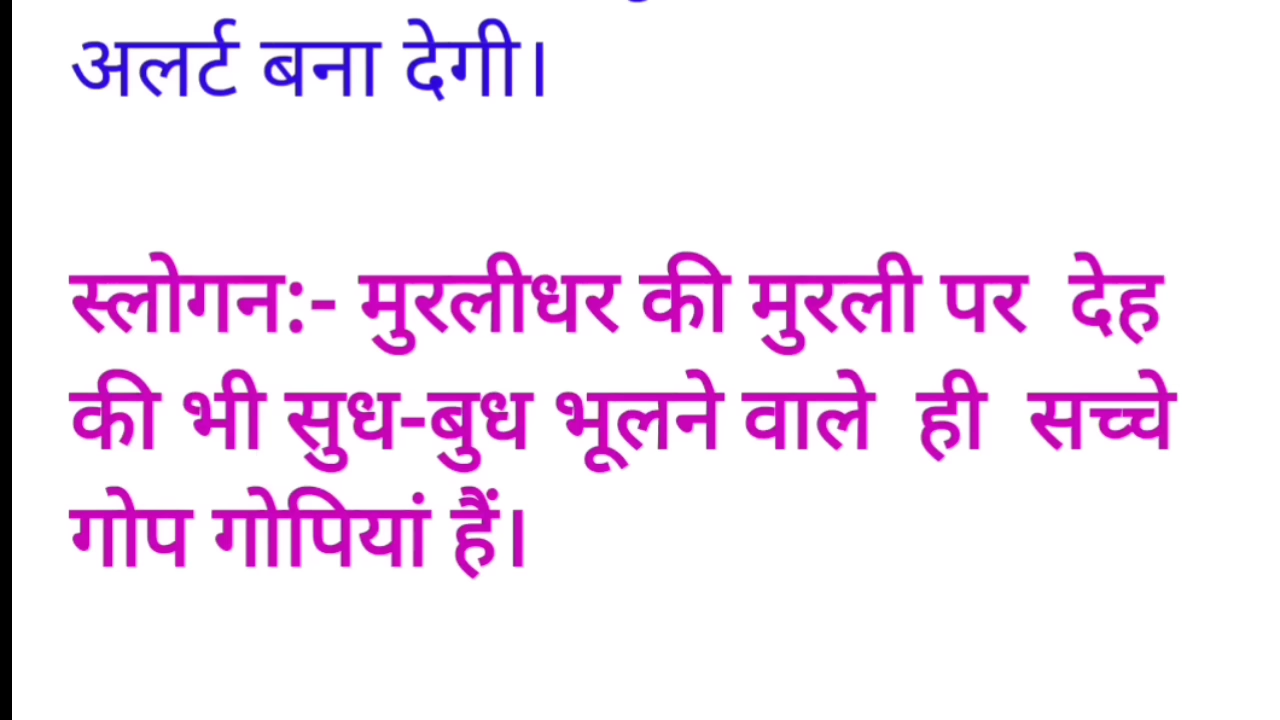 अलर्ट बना देगी।
स्लोगन:- मुरलीधर की मुरली पर देह
की भी सुध-बुध भूलने वाले ही सच्चे
गोप गोपियां हैं।